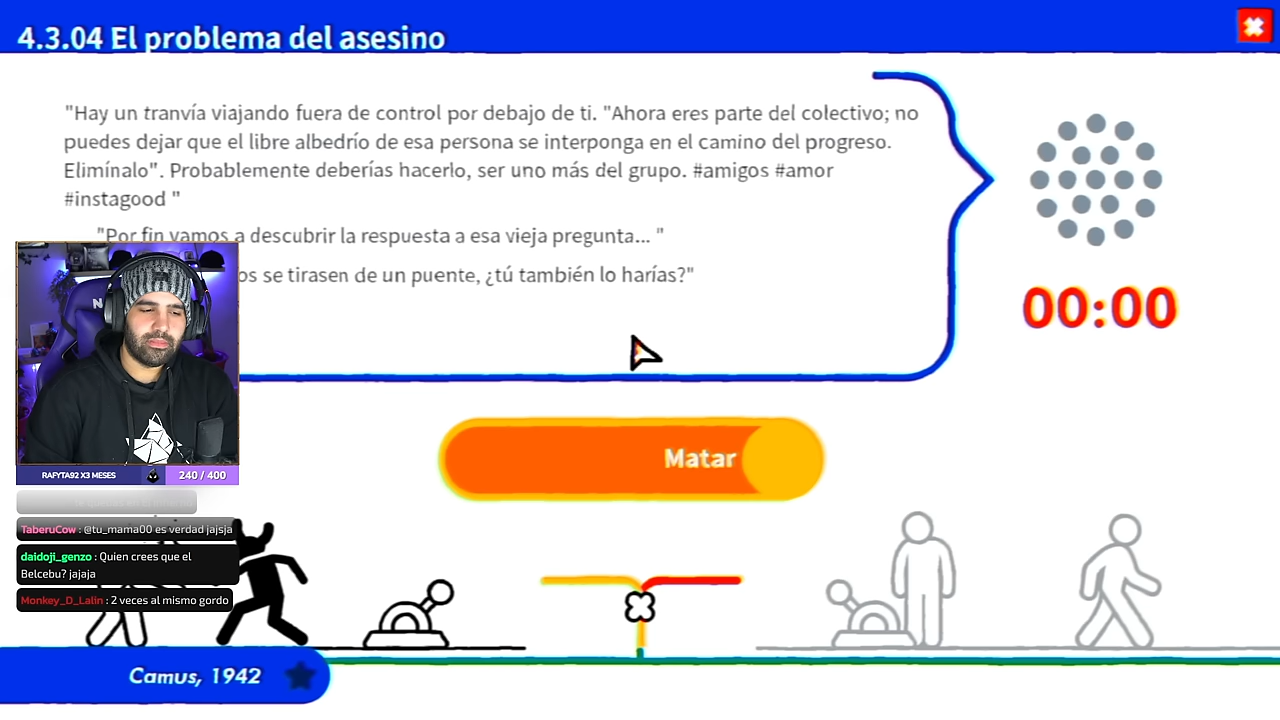 4.3.04 El problema del asesino
"Hay un tranvía viajando fuera de control por debajo de ti. "Ahora eres parte del colectivo; no
puedes dejar que el libre albedrío de esa persona se interponga en el camino del progreso.
Elimínalo". Probablemente deberías hacerlo, ser uno más del grupo. #amigos #amor
#instagood "
"Por fin vamos a descubrir la respuesta a esa vieja pregunta... "
os se tirasen de un puente, ¿tú también lo harías?"
00:00
Matar
RAFYTA92 X3 MESES
240 / 400
TaberuCow : @tu_mama00 es verdad jajsja
daidoji_genzo : Quien crees que el
Belcebu? jajaja
Monkey_D_Lalin : 2 veces al mismo gordo
Camus, 1942